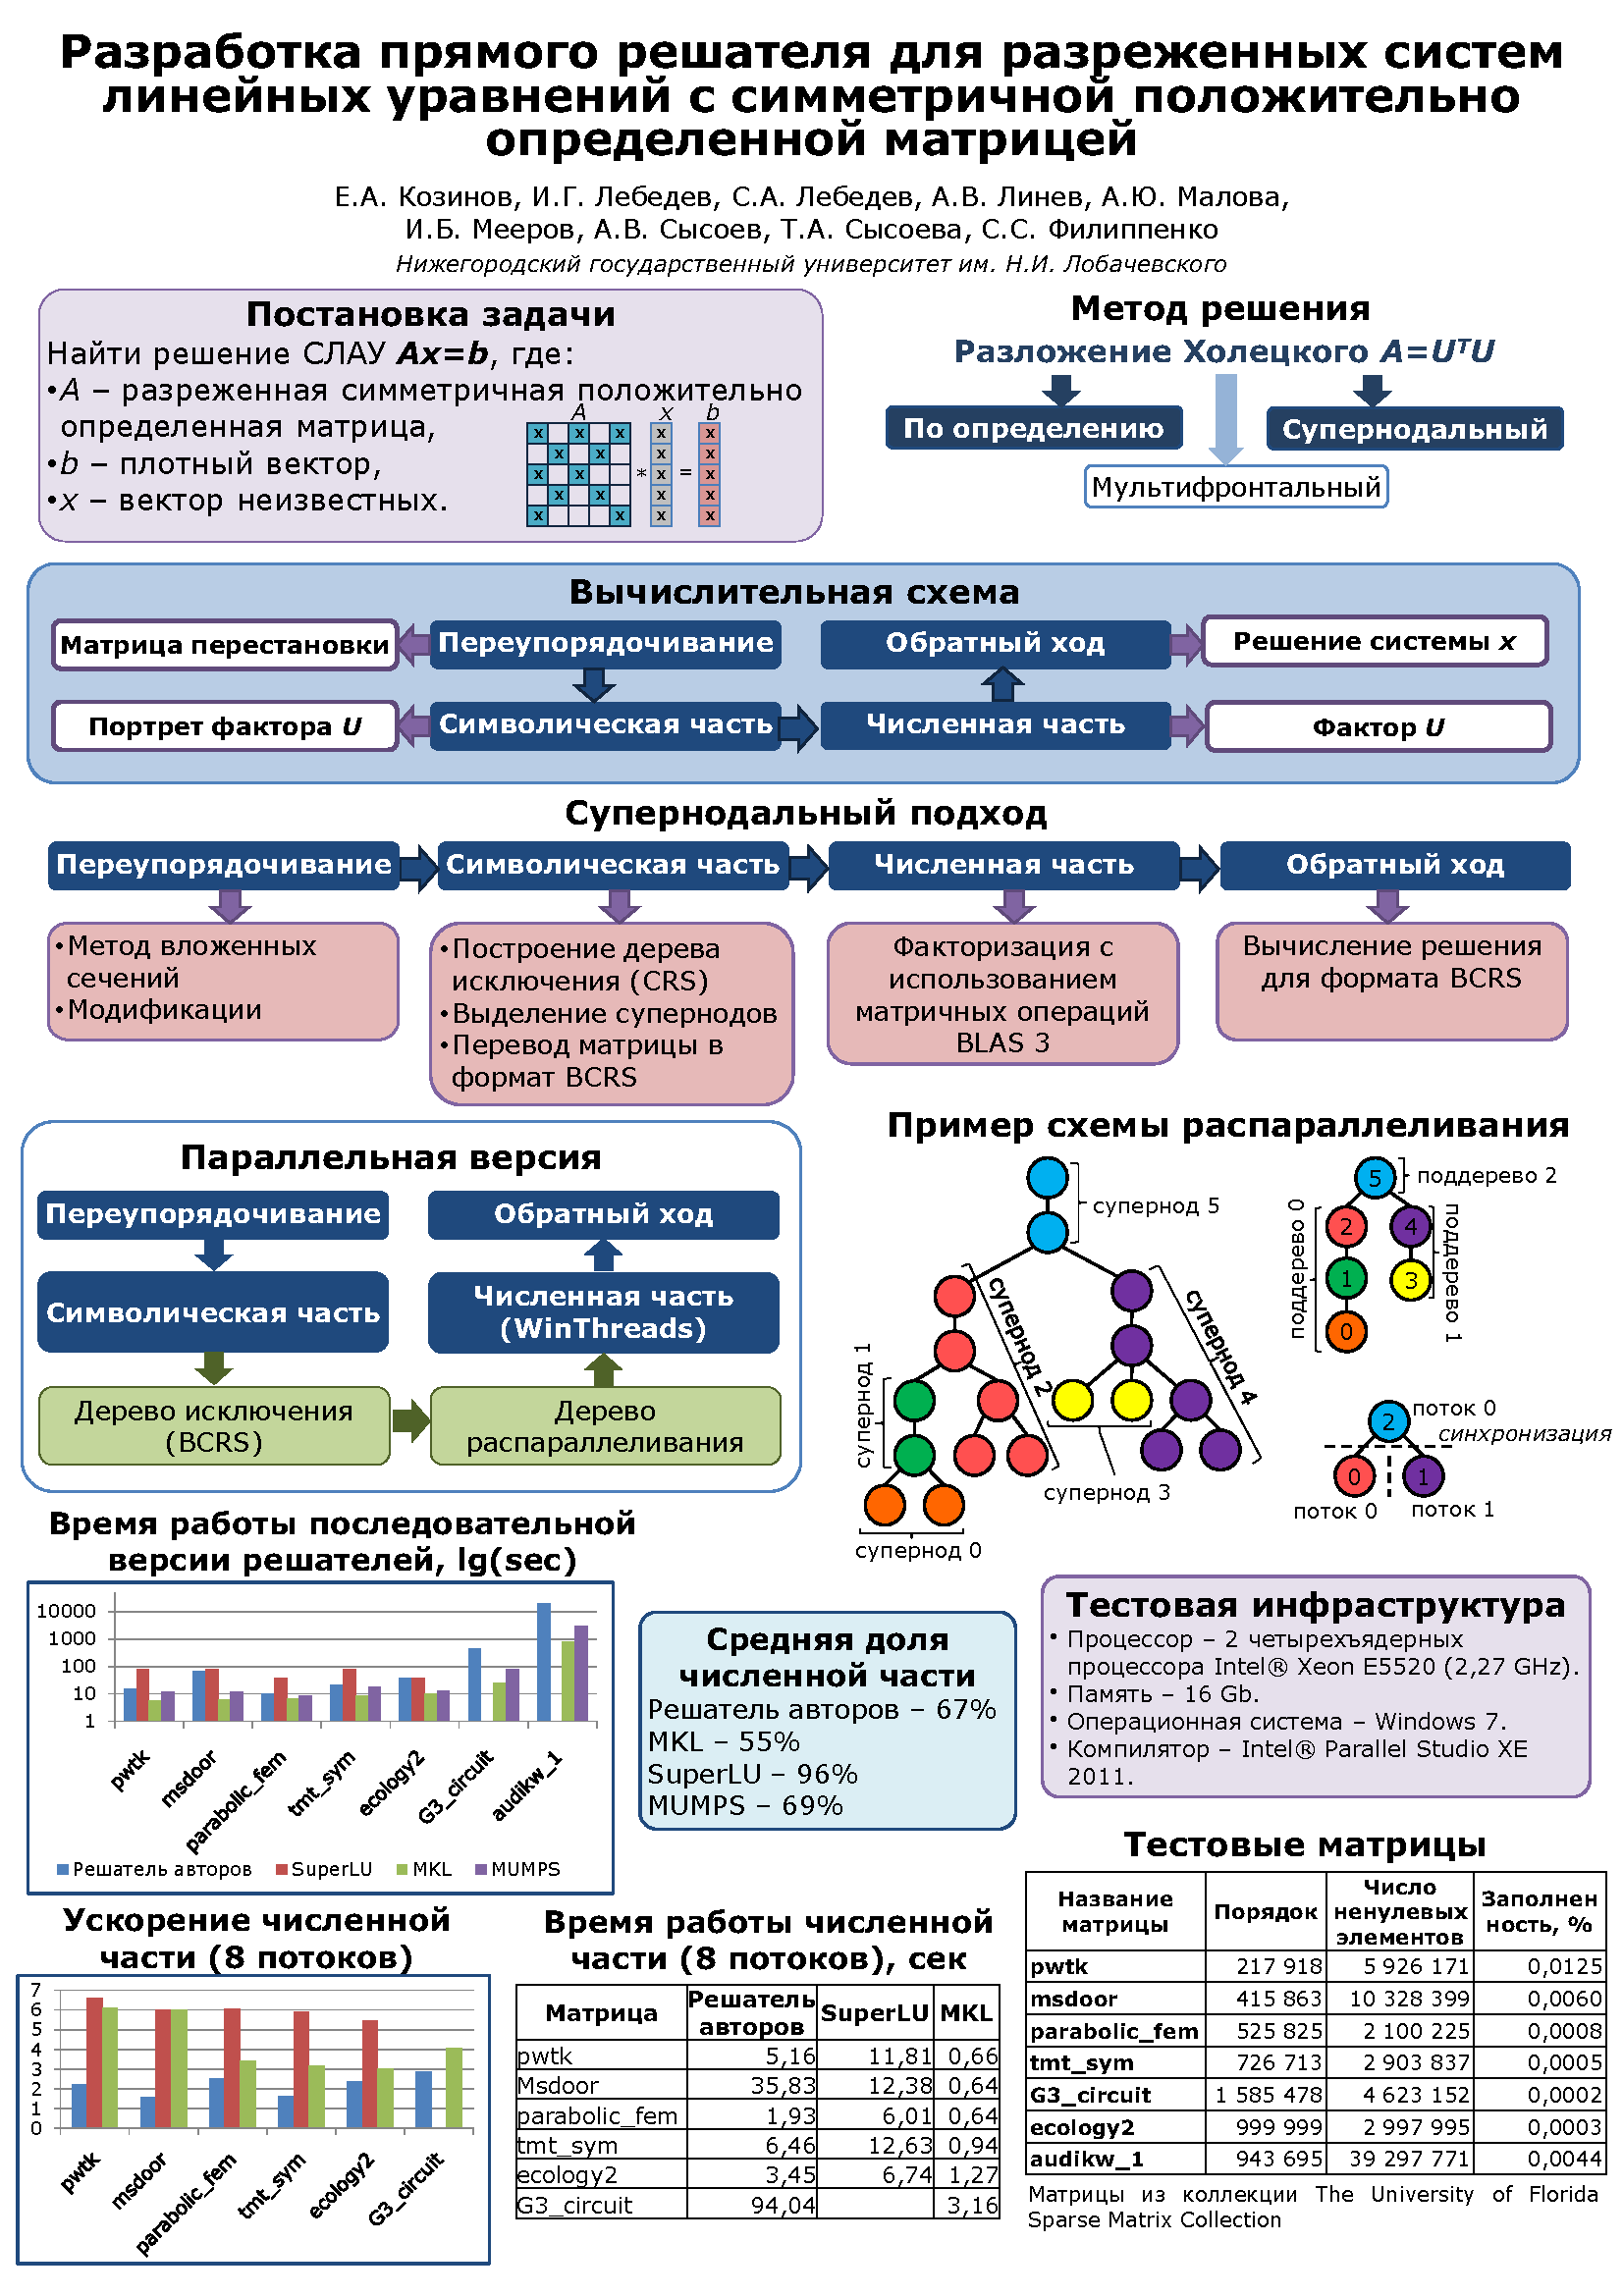 Разработка прямого решателя для разреженных систем
линейных уравнений с симметричной положительно
определенной матрицей
Е.А. Козинов, И.Г. Лебедев, С.А. Лебедев, А.В. Линев, А.Ю. Малова,
И.Б. Мееров, А.В. Сысоев, Т.А. Сысоева, С.С. Филиппенко
Нижегородский государственный университет им. Н.И. Лобачевского
Постановка задачи
Найти решение СЛАУ Ax=b, где:
•A – разреженная симметричная положительно
определенная матрица,
•b – плотный вектор,
•x – вектор неизвестных.
A x b
x x x x x
x x x x
x x * x = x
x x x x
x x x x
Метод решения
Разложение Холецкого A=UᵀU
По определению
Супернодальный
Мультифронтальный
Вычислительная схема
Матрица перестановки
Переупорядочивание
Обратный ход
Решение системы x
Портрет фактора U
Символическая часть
Численная часть
Фактор U
Супернодальный подход
Переупорядочивание
Символическая часть
Численная часть
Обратный ход
•Метод вложенных
сечений
•Модификации
•Построение дерева
исключения (CRS)
•Выделение супернодов
•Перевод матрицы в
формат BCRS
Факторизация с
использованием
матричных операций
BLAS 3
Вычисление решения
для формата BCRS
Параллельная версия
Переупорядочивание
Обратный ход
Символическая часть
Численная часть
(WinThreads)
Дерево исключения
(BCRS)
Дерево
распараллеливания
Пример схемы распараллеливания
супернод 5
супернод 2
супернод 4
супернод 1
супернод 3
супернод 0
5
поддерево 2
поддерево 0
2
4
1
3
0
поддерево 1
2
поток 0
синхронизация
0
1
поток 0
поток 1
Время работы последовательной
версии решателей, lg(sec)
10000
1000
100
10
1
pwtk
msdoor
parabolic_fem
tmt_sym
ecology2
G3_circuit
audikw_1
Решатель авторов SuperLU MKL MUMPS
Средняя доля
численной части
Решатель авторов – 67%
MKL – 55%
SuperLU – 96%
MUMPS – 69%
Тестовая инфраструктура
• Процессор – 2 четырехъядерных
процессора Intel® Xeon E5520 (2,27 GHz).
• Память – 16 Gb.
• Операционная система – Windows 7.
• Компилятор – Intel® Parallel Studio XE
2011.
Ускорение численной
части (8 потоков)
7
6
5
4
3
2
1
0
pwtk
msdoor
parabolic_fem
tmt_sym
ecology2
G3_circuit
Время работы численной
части (8 потоков), сек
Матрица Решатель авторов SuperLU MKL
pwtk 5,16 11,81 0,66
Msdoor 35,83 12,38 0,64
parabolic_fem 1,93 6,01 0,64
tmt_sym 6,46 12,63 0,94
ecology2 3,45 6,74 1,27
G3_circuit 94,04 3,16
Тестовые матрицы
Название матрицы Порядок Число ненулевых элементов Заполнен ность, %
pwtk 217 918 5 926 171 0,0125
msdoor 415 863 10 328 399 0,0060
parabolic_fem 525 825 2 100 225 0,0008
tmt_sym 726 713 2 903 837 0,0005
G3_circuit 1 585 478 4 623 152 0,0002
ecology2 999 999 2 997 995 0,0003
audikw_1 943 695 39 297 771 0,0044
Матрицы из коллекции The University of Florida
Sparse Matrix Collection